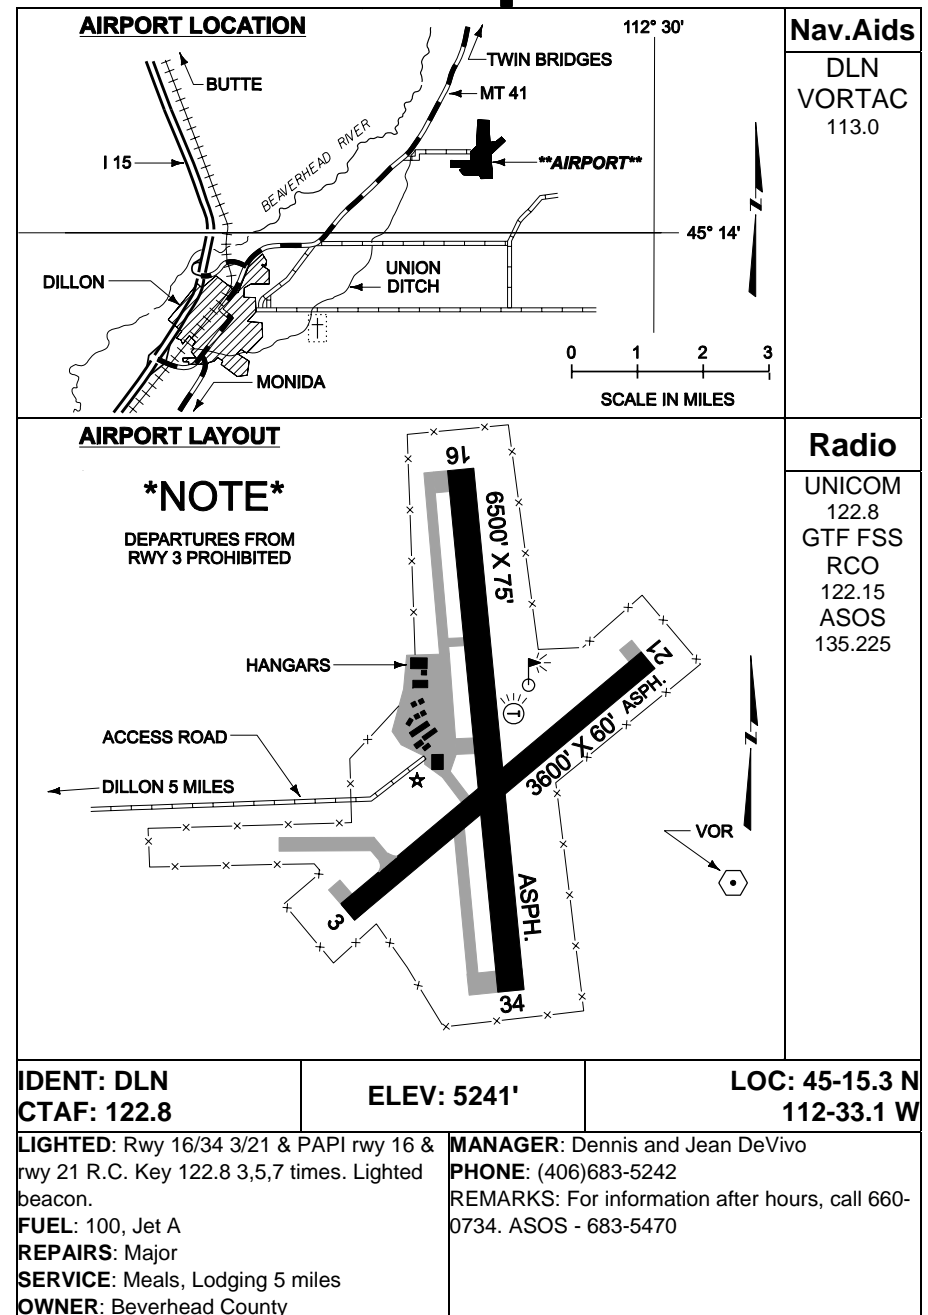 AIRPORT LOCATION
112° 30'
TWIN BRIDGES
BUTTE
MT 41
BEAVERHEAD RIVER
I 15
**AIRPORT**
N
45° 14'
DILLON
UNION
DITCH
0 1 2 3
MONIDA
SCALE IN MILES
Nav.Aids
DLN
VORTAC
113.0
AIRPORT LAYOUT
*NOTE*
DEPARTURES FROM
RWY 3 PROHIBITED
16
6500' X 75'
HANGARS
21
T
3600' X 60' ASPH.
ACCESS ROAD
DILLON 5 MILES
N
VOR
ASPH.
3
34
Radio
UNICOM
122.8
GTF FSS
RCO
122.15
ASOS
135.225
IDENT: DLN
CTAF: 122.8
ELEV: 5241'
LOC: 45-15.3 N
112-33.1 W
LIGHTED: Rwy 16/34 3/21 & PAPI rwy 16 &
rwy 21 R.C. Key 122.8 3,5,7 times. Lighted
beacon.
FUEL: 100, Jet A
REPAIRS: Major
SERVICE: Meals, Lodging 5 miles
OWNER: Beverhead County
MANAGER: Dennis and Jean DeVivo
PHONE: (406)683-5242
REMARKS: For information after hours, call 660-
0734. ASOS - 683-5470